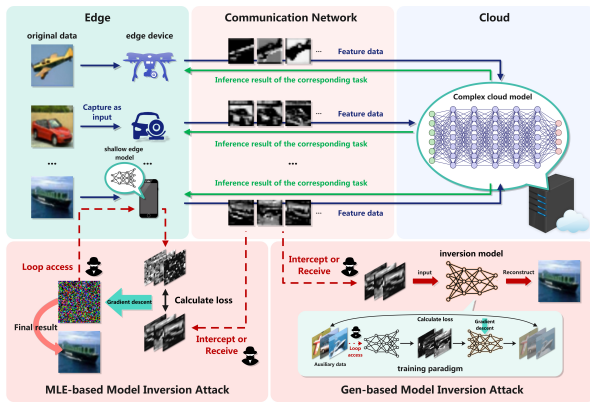 Edge
Communication Network
Cloud
original data
edge device
...
Feature data
Inference result of the corresponding task
Complex cloud model
Capture as
input
...
Feature data
Inference result of the corresponding task
...
...
...
shallow edge
model
Inference result of the corresponding task
...
Feature data
Loop access
Gradient descent
Calculate loss
Final result
Intercept or
Receive
MLE-based Model Inversion Attack
Intercept or
Receive
input
inversion model
Reconstruct
Calculate loss
Gradient
descent
Loop
access
Auxiliary data
training paradigm
Gen-based Model Inversion Attack